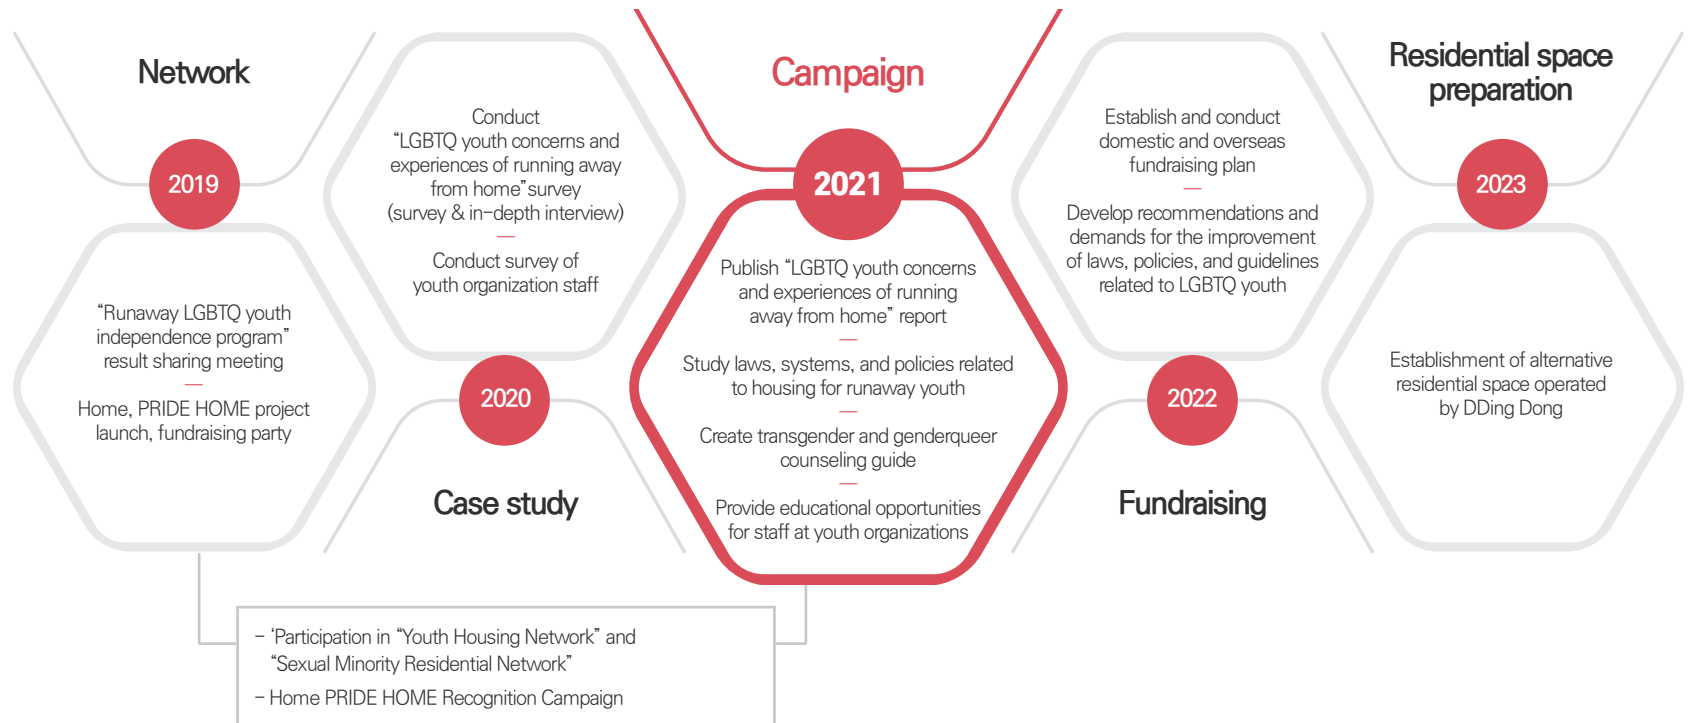 Network
2019
“Runaway LGBTQ youth
independence program”
result sharing meeting
—
Home, PRIDE HOME project
launch, fundraising party
Conduct
“LGBTQ youth concerns and
experiences of running away
from home”survey
(survey & in-depth interview)
—
Conduct survey of
youth organization staff
2020
Case study
Campaign
2021
Publish “LGBTQ youth concerns
and experiences of running
away from home” report
—
Study laws, systems, and policies related
to housing for runaway youth
—
Create transgender and genderqueer
counseling guide
—
Provide educational opportunities
for staff at youth organizations
Establish and conduct
domestic and overseas
fundraising plan
—
Develop recommendations and
demands for the improvement
of laws, policies, and guidelines
related to LGBTQ youth
2022
Fundraising
Residential space
preparation
2023
Establishment of alternative
residential space operated
by DDing Dong
- ‘Participation in “Youth Housing Network” and
“Sexual Minority Residential Network”
- Home PRIDE HOME Recognition Campaign